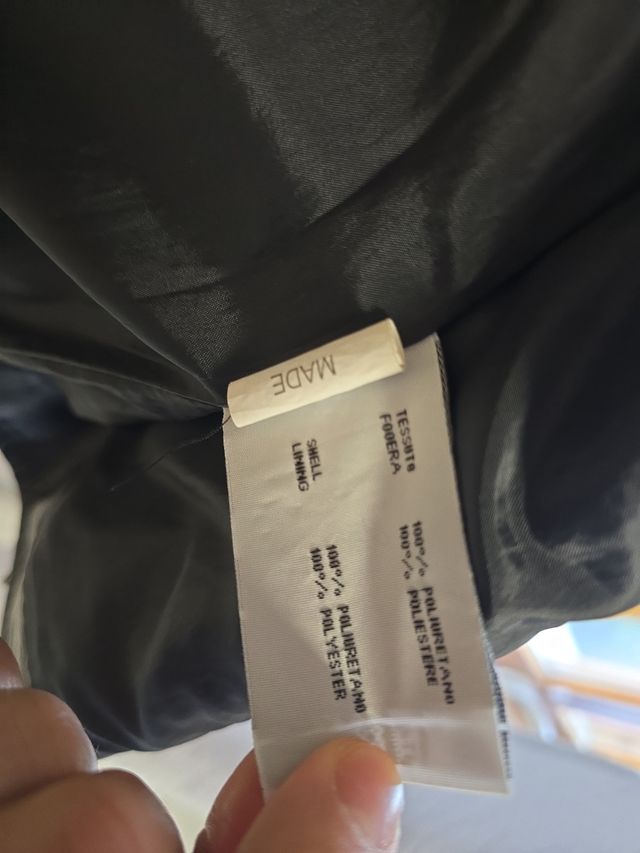 MADE
TESSUTO 100% POLIURETANO
FODERA 100% POLIESTERE
SHELL 100% POLIURETANO
LINING 100% POLYESTER